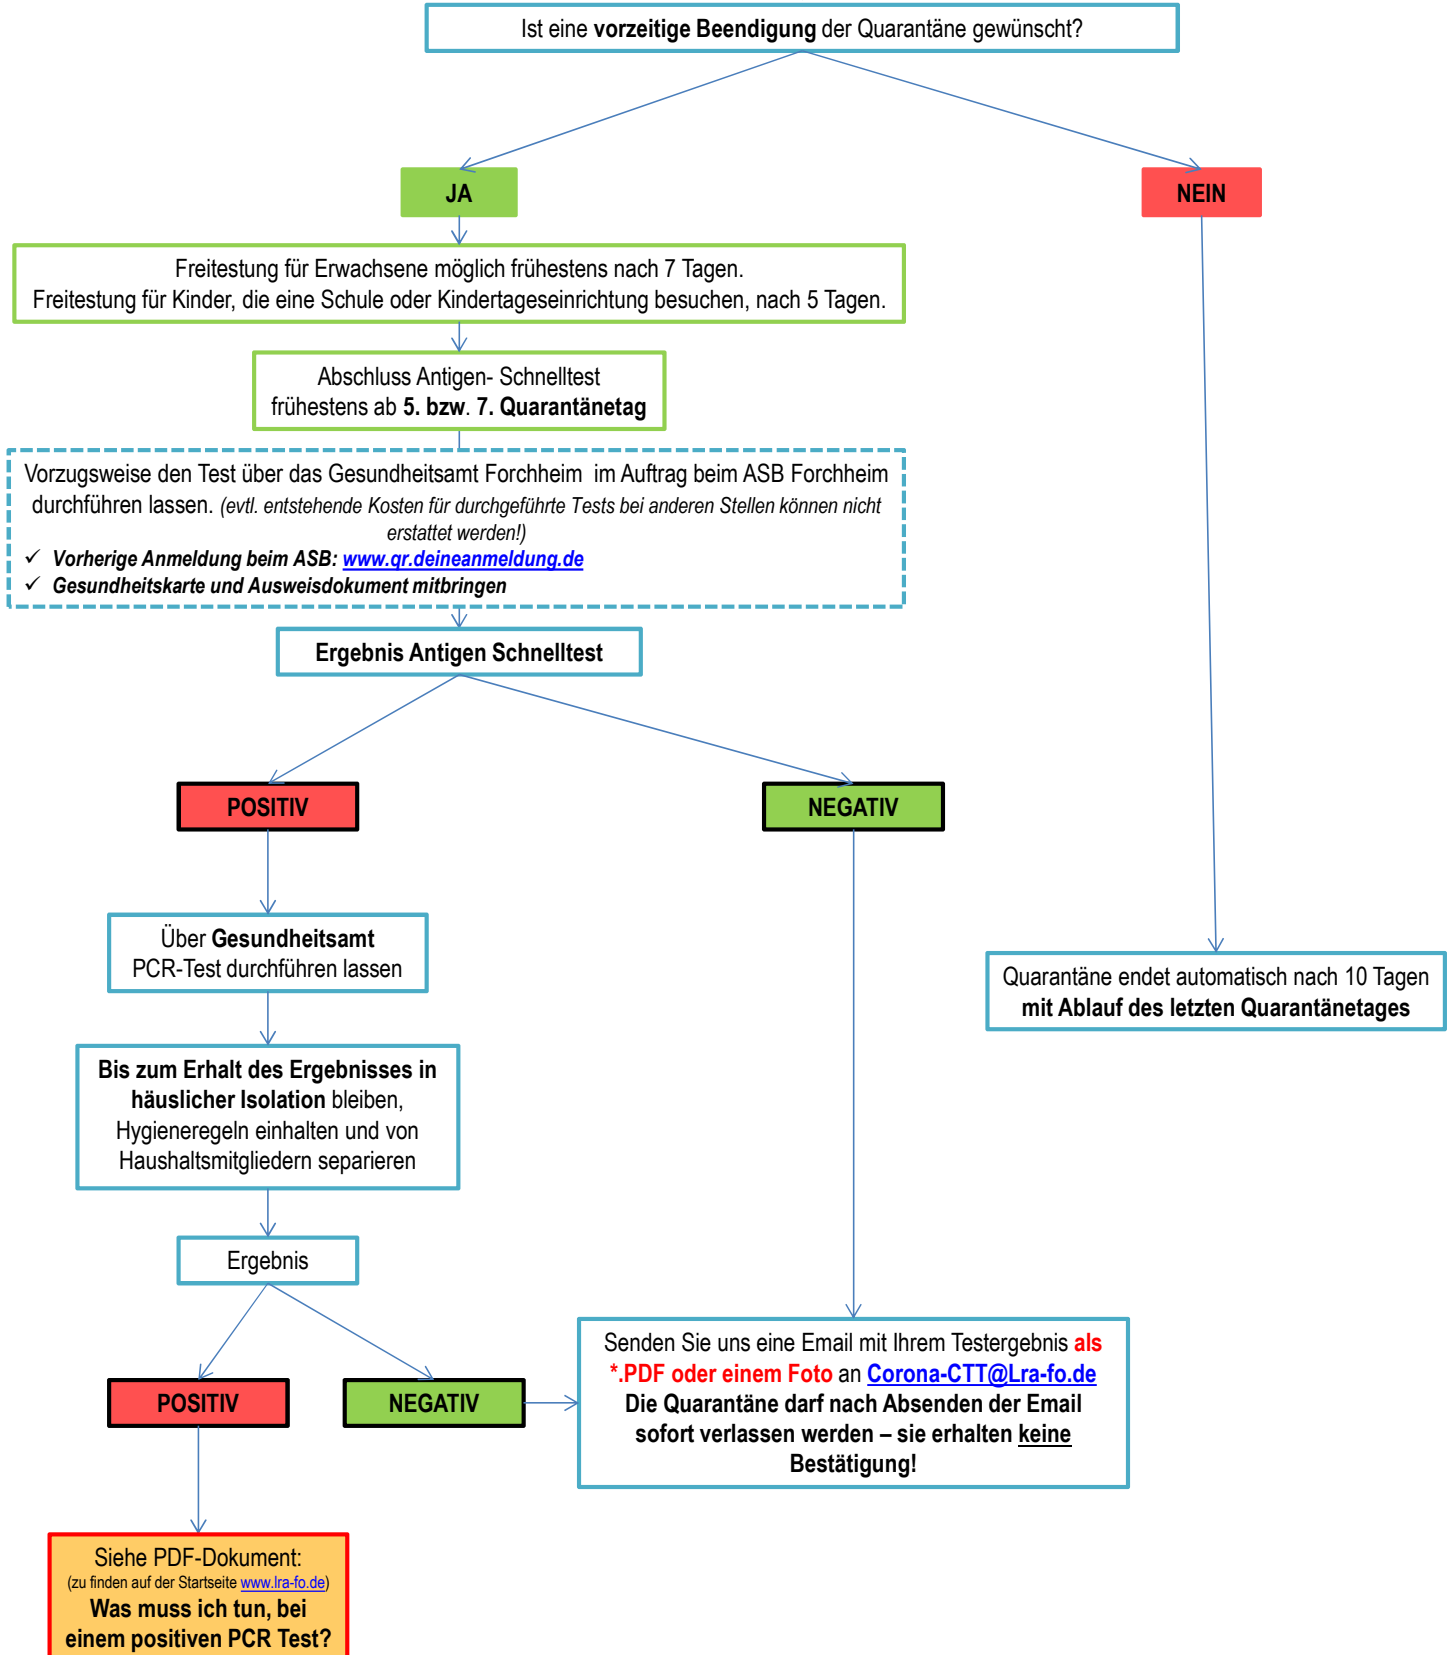 Ist eine vorzeitige Beendigung der Quarantäne gewünscht?
JA
NEIN
Freitestung für Erwachsene möglich frühestens nach 7 Tagen.
Freitestung für Kinder, die eine Schule oder Kindertageseinrichtung besuchen, nach 5 Tagen.
Abschluss Antigen- Schnelltest
frühestens ab 5. bzw. 7. Quarantänetag
Vorzugsweise den Test über das Gesundheitsamt Forchheim im Auftrag beim ASB Forchheim
durchführen lassen. (evtl. entstehende Kosten für durchgeführte Tests bei anderen Stellen können nicht
erstattet werden!)
✓ Vorherige Anmeldung beim ASB: www.qr.deineanmeldung.de
✓ Gesundheitskarte und Ausweisdokument mitbringen
Ergebnis Antigen Schnelltest
POSITIV
NEGATIV
Über Gesundheitsamt
PCR-Test durchführen lassen
Quarantäne endet automatisch nach 10 Tagen
mit Ablauf des letzten Quarantänetages
Bis zum Erhalt des Ergebnisses in
häuslicher Isolation bleiben,
Hygieneregeln einhalten und von
Haushaltsmitgliedern separieren
Ergebnis
POSITIV
NEGATIV
Senden Sie uns eine Email mit Ihrem Testergebnis als
*.PDF oder einem Foto an Corona-CTT@Lra-fo.de
Die Quarantäne darf nach Absenden der Email
sofort verlassen werden – sie erhalten keine
Bestätigung!
Siehe PDF-Dokument:
(zu finden auf der Startseite www.lra-fo.de)
Was muss ich tun, bei
einem positiven PCR Test?